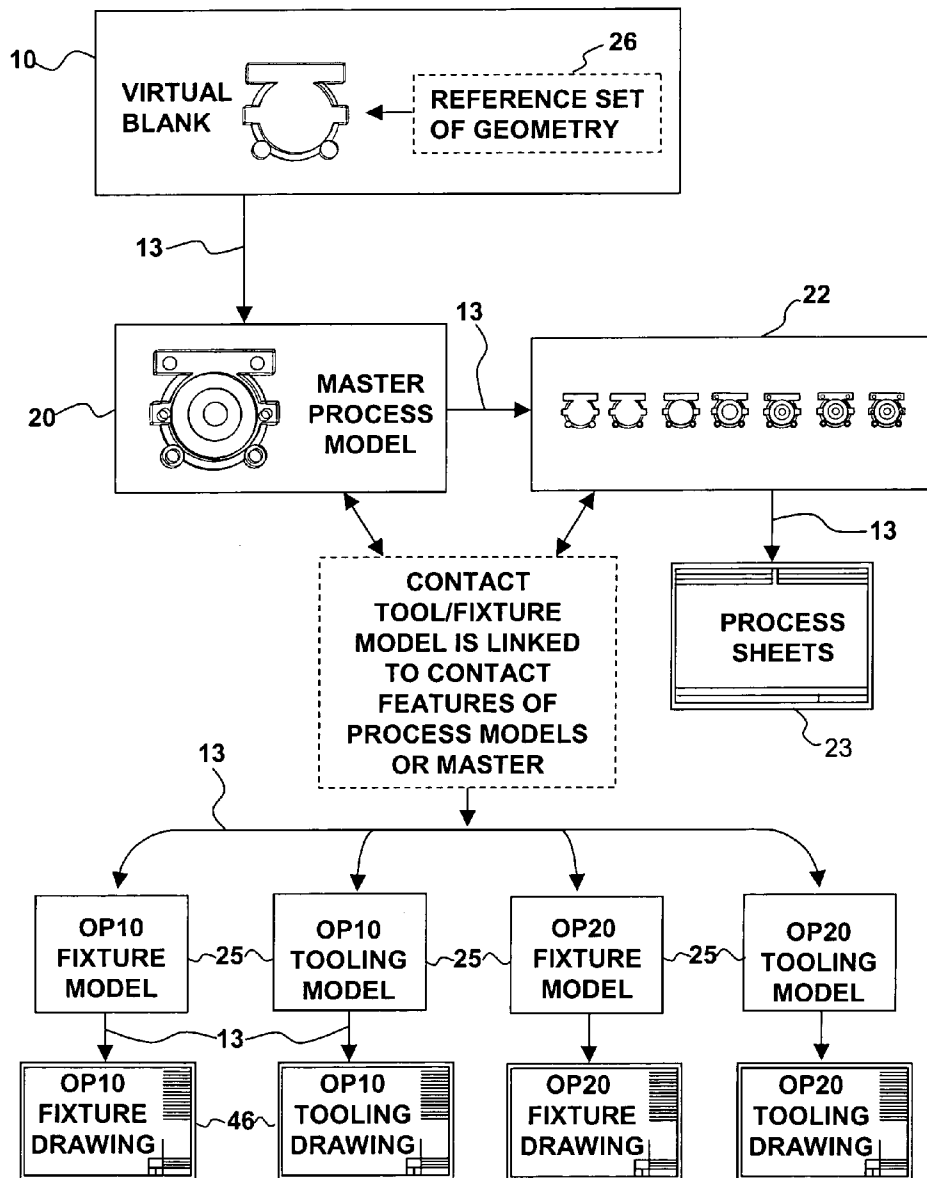 10
26
VIRTUAL
BLANK
REFERENCE SET
OF GEOMETRY
13
22
13
20
MASTER
PROCESS
MODEL
13
CONTACT
TOOL/FIXTURE
MODEL IS LINKED
TO CONTACT
FEATURES OF
PROCESS MODELS
OR MASTER
PROCESS
SHEETS
23
13
OP10
FIXTURE
MODEL
25
OP10
TOOLING
MODEL
25
OP20
FIXTURE
MODEL
25
OP20
TOOLING
MODEL
13
OP10
FIXTURE
DRAWING
46
OP10
TOOLING
DRAWING
OP20
FIXTURE
DRAWING
OP20
TOOLING
DRAWING